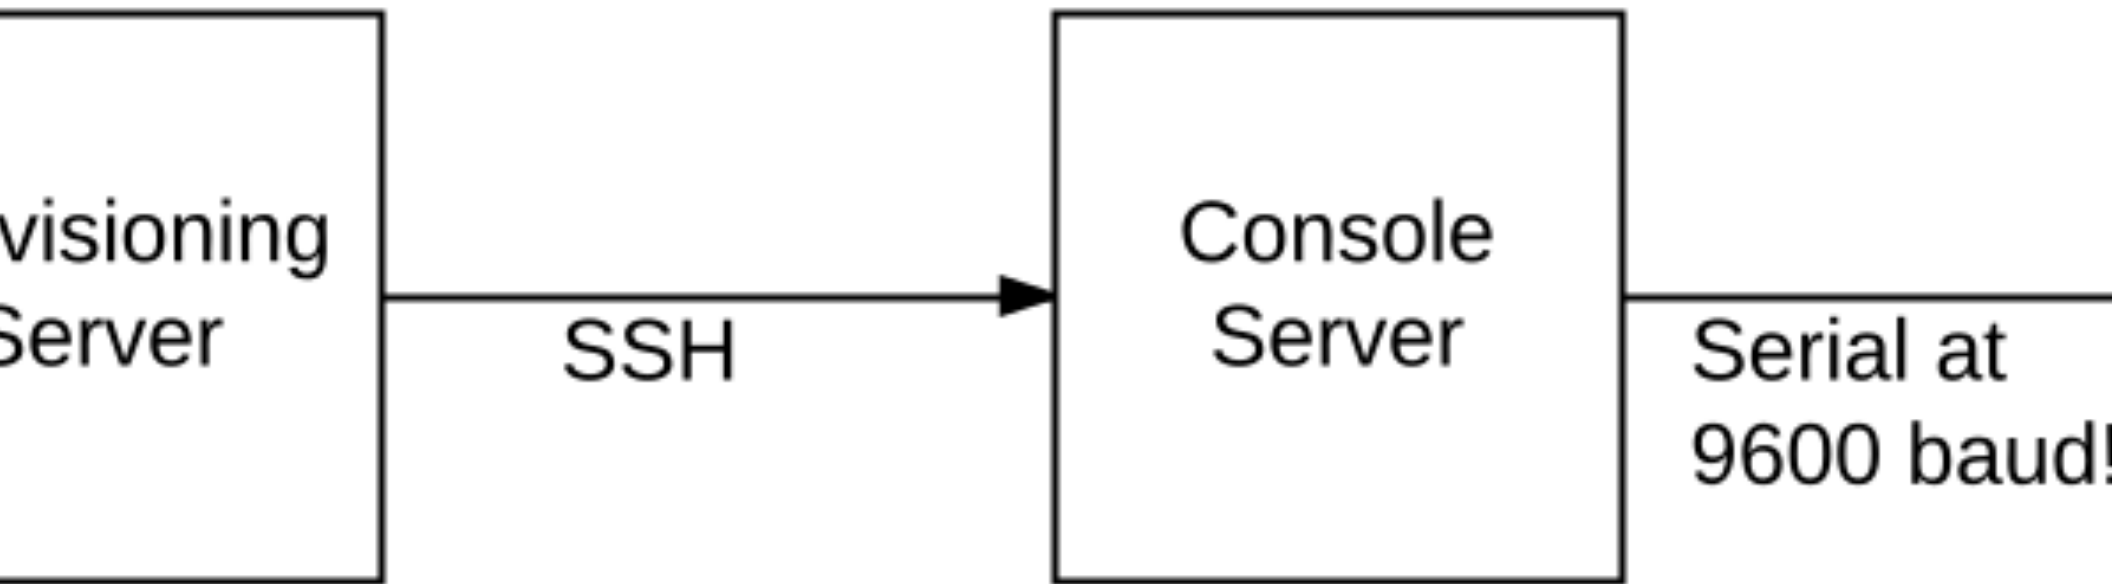 visioning
Server
SSH
Console
Server
Serial at
9600 baud!